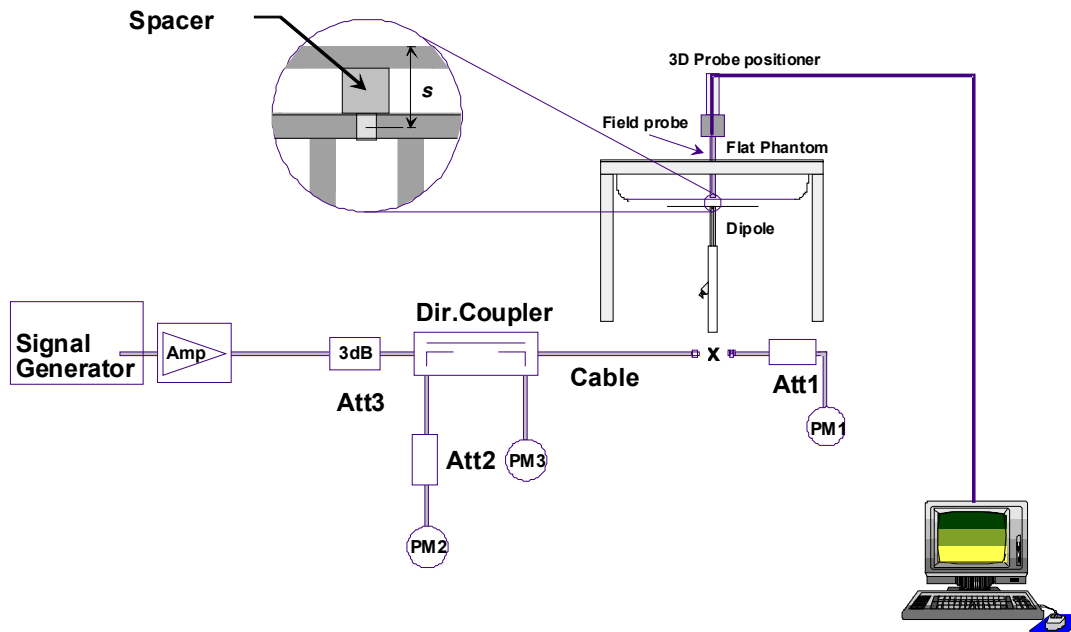 Spacer
s
3D Probe positioner
Field probe
Flat Phantom
Dipole
Dir.Coupler
Signal
Generator
Amp
3dB
Att3
Cable
x
Att1
PM1
Att2
PM3
PM2